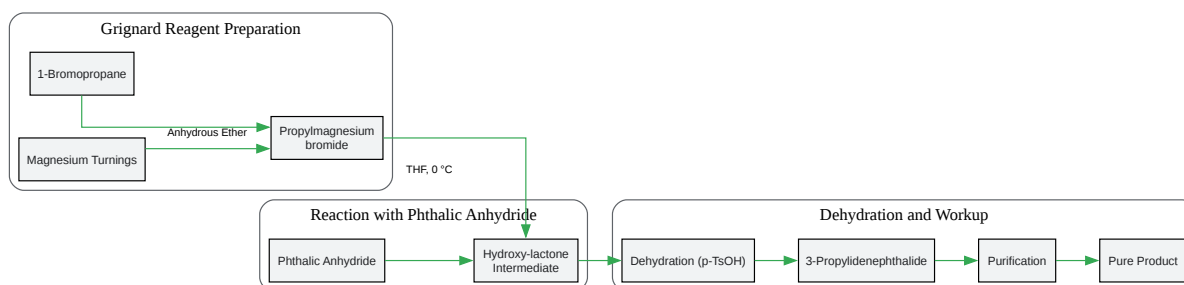 Grignard Reagent Preparation
1-Bromopropane
Anhydrous Ether
Magnesium Turnings
Propylmagnesium
bromide
THF, 0 °C
Reaction with Phthalic Anhydride
Phthalic Anhydride
Hydroxy-lactone
Intermediate
Dehydration and Workup
Dehydration (p-TsOH)
3-Propylidenephthalide
Purification
Pure Product